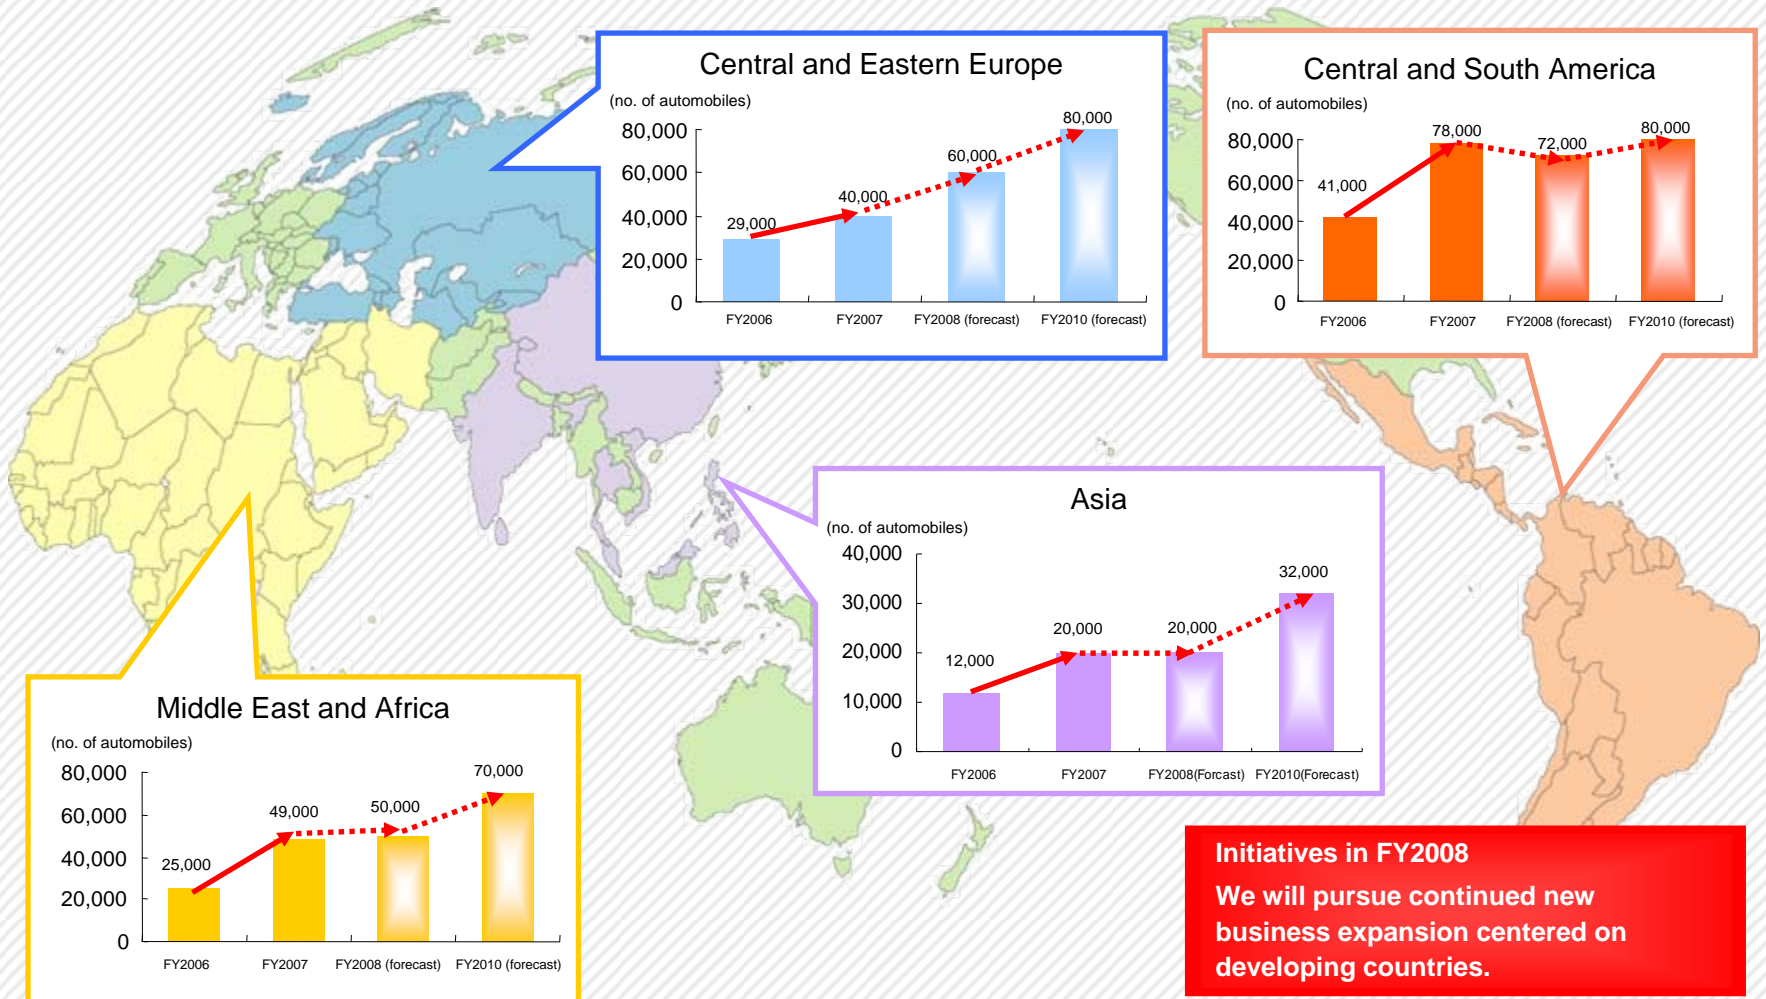 Central and Eastern Europe
(no. of automobiles)
80,000
60,000
40,000
20,000
0
29,000
40,000
60,000
80,000
FY2006
FY2007
FY2008 (forecast)
FY2010 (forecast)
Central and South America
(no. of automobiles)
80,000
60,000
40,000
20,000
0
41,000
78,000
72,000
80,000
FY2006
FY2007
FY2008 (forecast)
FY2010 (forecast)
Asia
(no. of automobiles)
40,000
30,000
20,000
10,000
0
12,000
20,000
20,000
32,000
FY2006
FY2007
FY2008(Forcast)
FY2010(Forecast)
Middle East and Africa
(no. of automobiles)
80,000
60,000
40,000
20,000
0
25,000
49,000
50,000
70,000
FY2006
FY2007
FY2008 (forecast)
FY2010 (forecast)
Initiatives in FY2008
We will pursue continued new
business expansion centered on
developing countries.